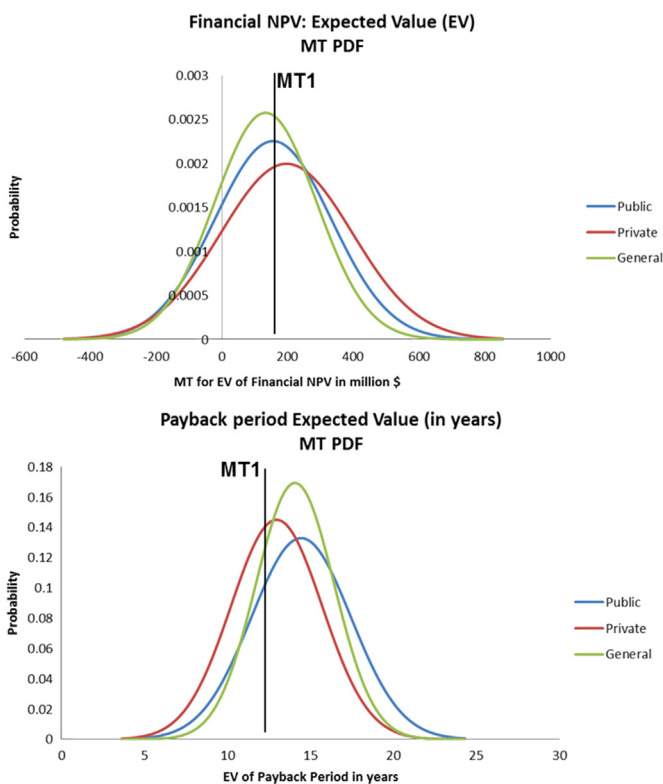 Financial NPV: Expected Value (EV)
MT PDF
MT1
0.003
0.0025
0.002
0.0015
0.001
0.0005
0
Probability
-600 -400 -200 0 200 400 600 800 1000
MT for EV of Financial NPV in million $
Public
Private
General
Payback period Expected Value (in years)
MT PDF
MT1
0.18
0.16
0.14
0.12
0.1
0.08
0.06
0.04
0.02
0
Probability
0 5 10 15 20 25 30
EV of Payback Period in years
Public
Private
General